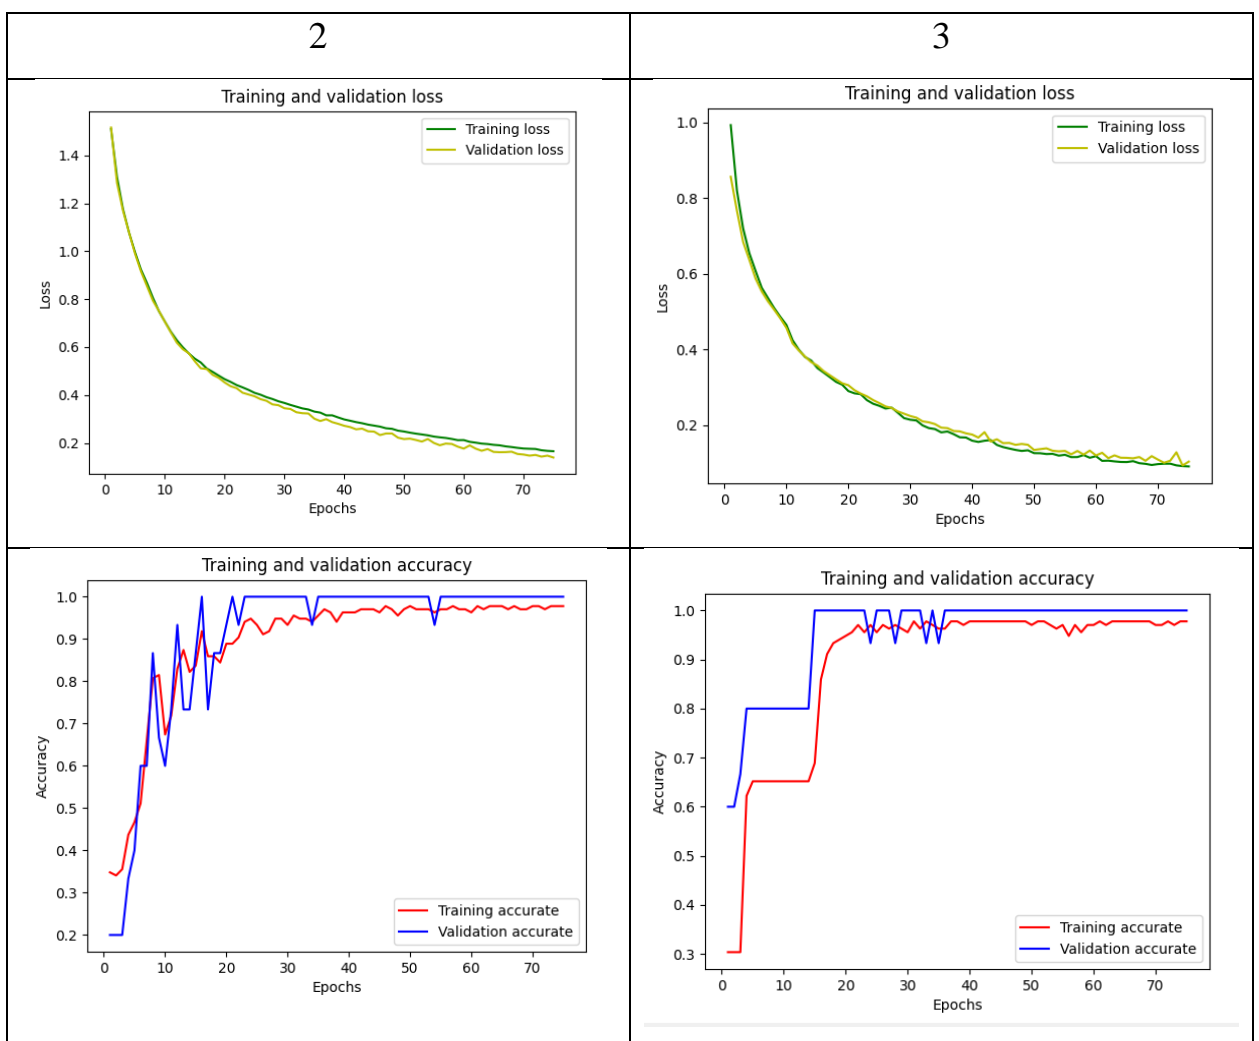 2
3
Training and validation loss
Training loss
Validation loss
1.4
1.2
1.0
0.8
0.6
0.4
0.2
Loss
0 10 20 30 40 50 60 70
Epochs
Training and validation loss
Training loss
Validation loss
1.0
0.8
0.6
0.4
0.2
Loss
0 10 20 30 40 50 60 70
Epochs
Training and validation accuracy
1.0
0.9
0.8
0.7
0.6
0.5
0.4
0.3
0.2
Accuracy
Training accurate
Validation accurate
0 10 20 30 40 50 60 70
Epochs
Training and validation accuracy
1.0
0.9
0.8
0.7
0.6
0.5
0.4
0.3
Accuracy
Training accurate
Validation accurate
0 10 20 30 40 50 60 70
Epochs